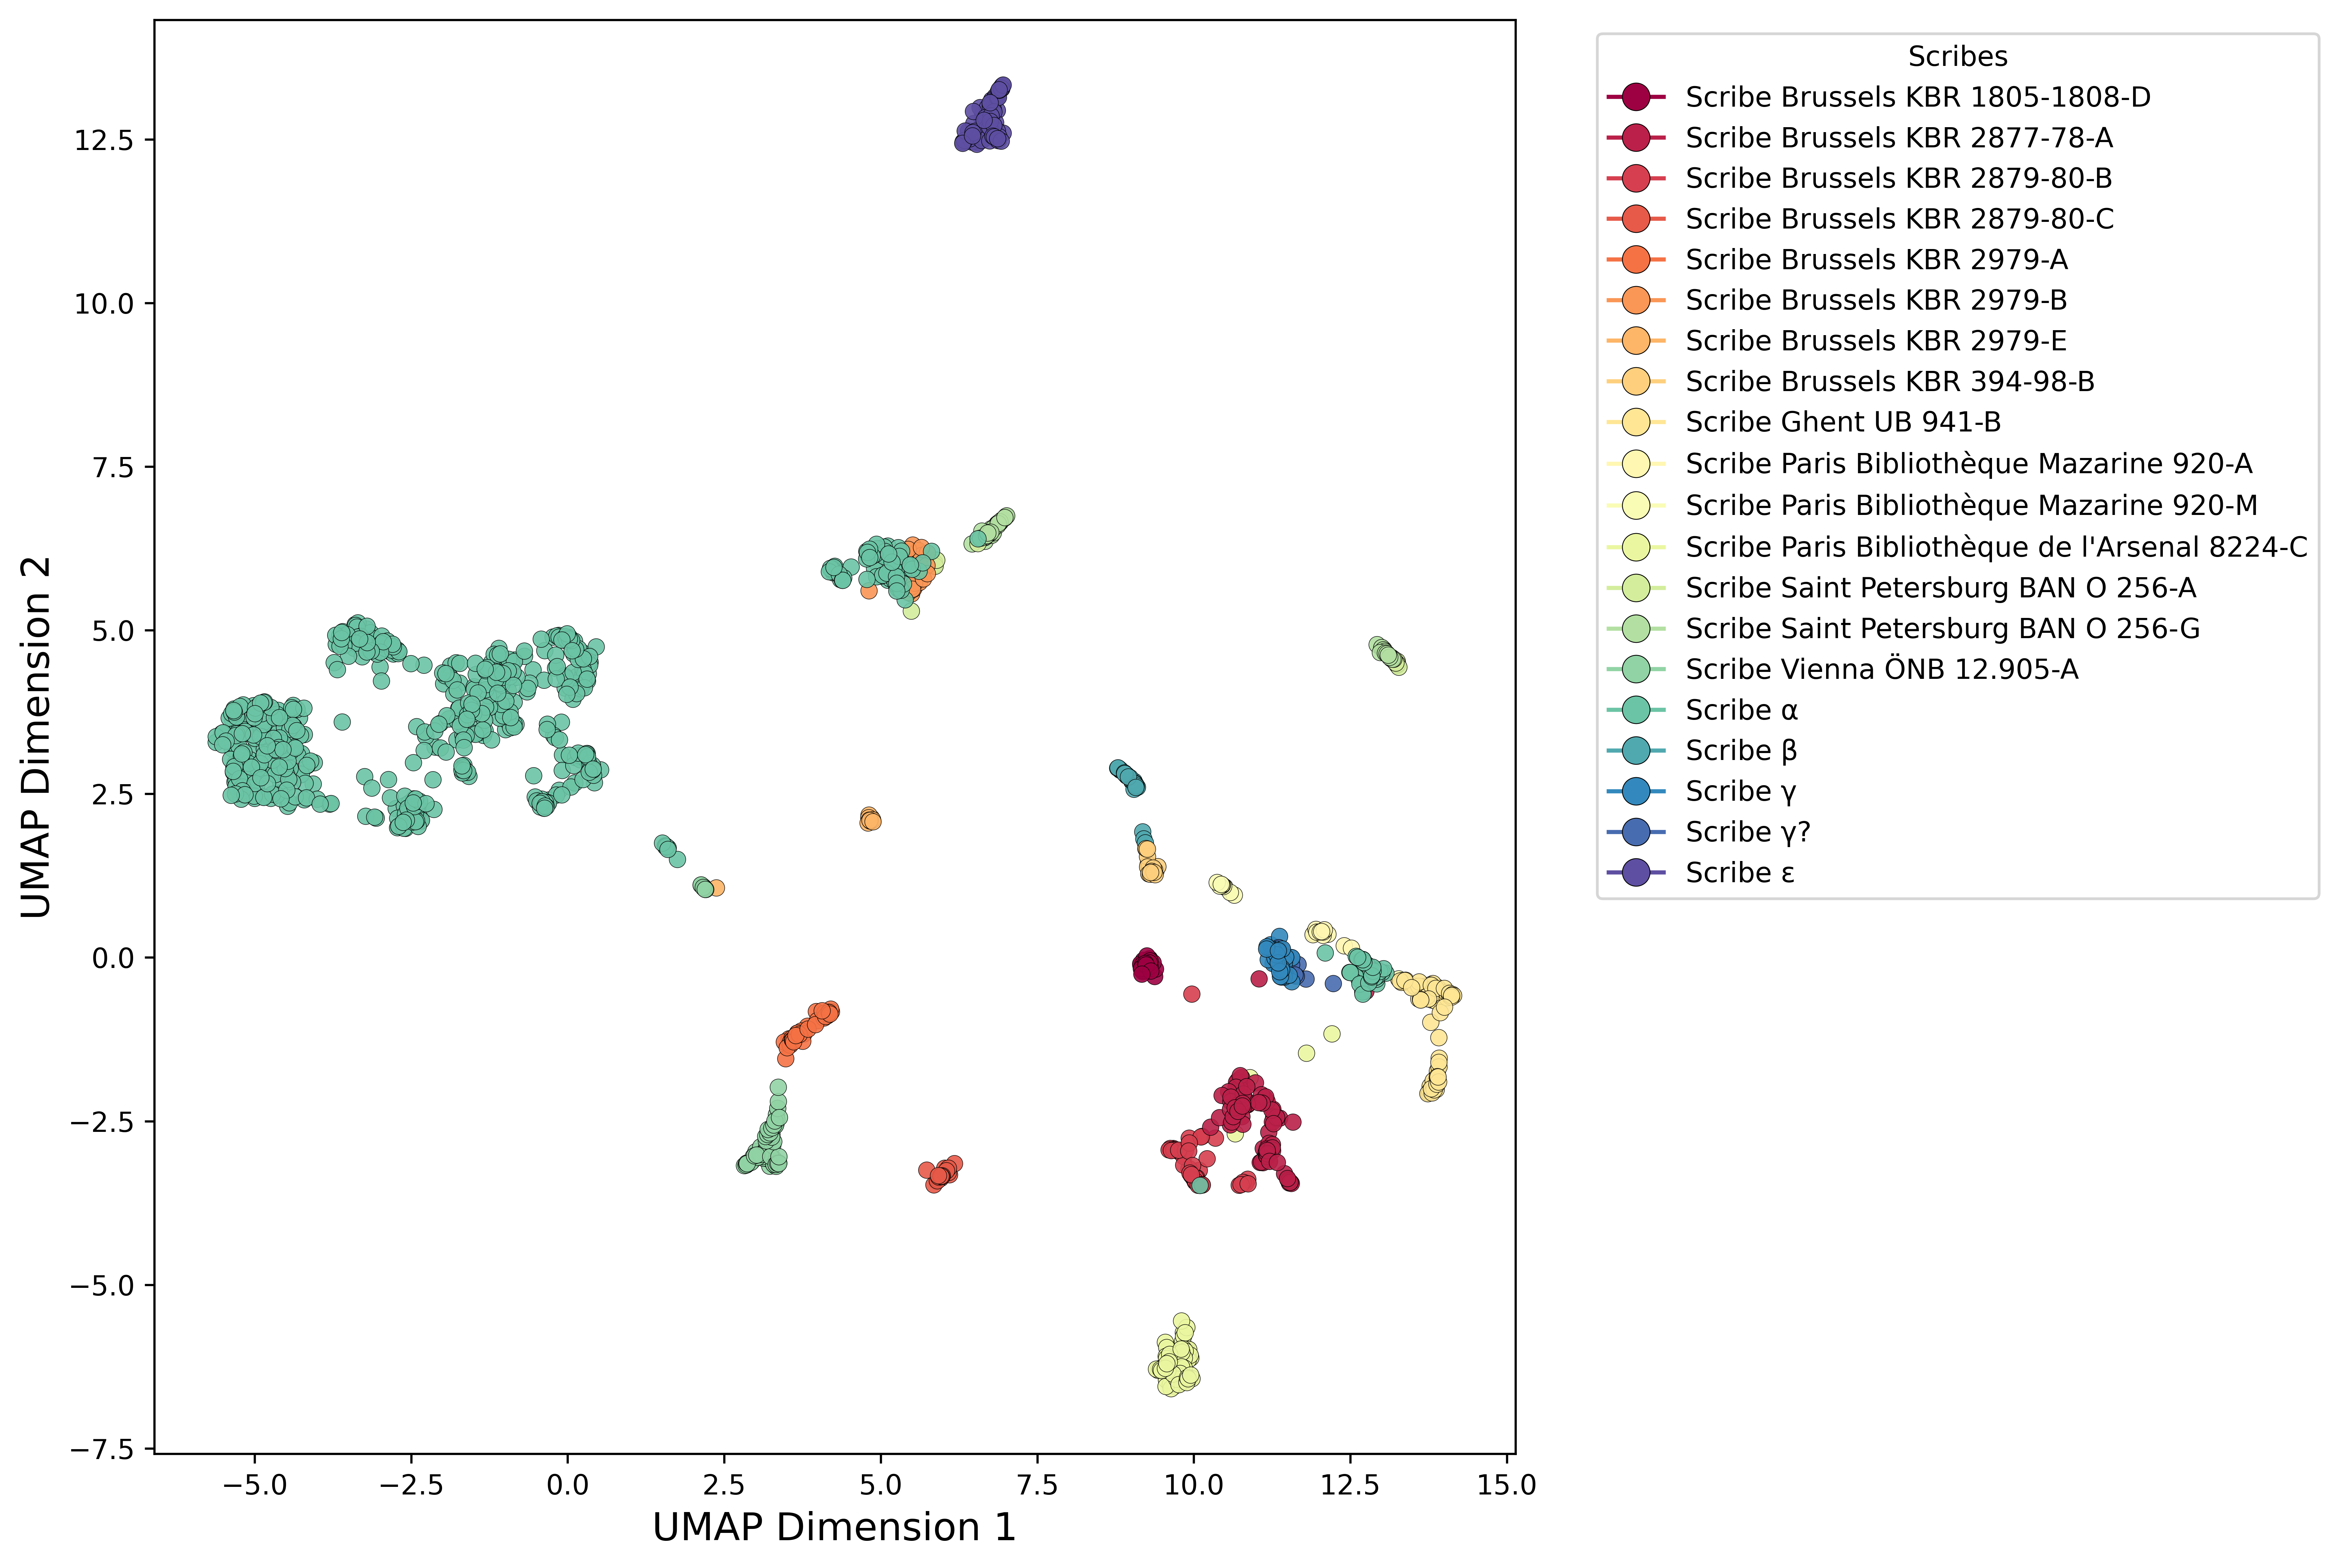 Scribes
Scribe Brussels KBR 1805-1808-D
Scribe Brussels KBR 2877-78-A
Scribe Brussels KBR 2879-80-B
Scribe Brussels KBR 2879-80-C
Scribe Brussels KBR 2979-A
Scribe Brussels KBR 2979-B
Scribe Brussels KBR 2979-E
Scribe Brussels KBR 394-98-B
Scribe Ghent UB 941-B
Scribe Paris Bibliothèque Mazarine 920-A
Scribe Paris Bibliothèque Mazarine 920-M
Scribe Paris Bibliothèque de l'Arsenal 8224-C
Scribe Saint Petersburg BAN O 256-A
Scribe Saint Petersburg BAN O 256-G
Scribe Vienna ÖNB 12.905-A
Scribe α
Scribe β
Scribe γ
Scribe γ?
Scribe ε
12.5
10.0
7.5
5.0
2.5
0.0
−2.5
−5.0
−7.5
UMAP Dimension 2
−5.0 −2.5 0.0 2.5 5.0 7.5 10.0 12.5 15.0
UMAP Dimension 1